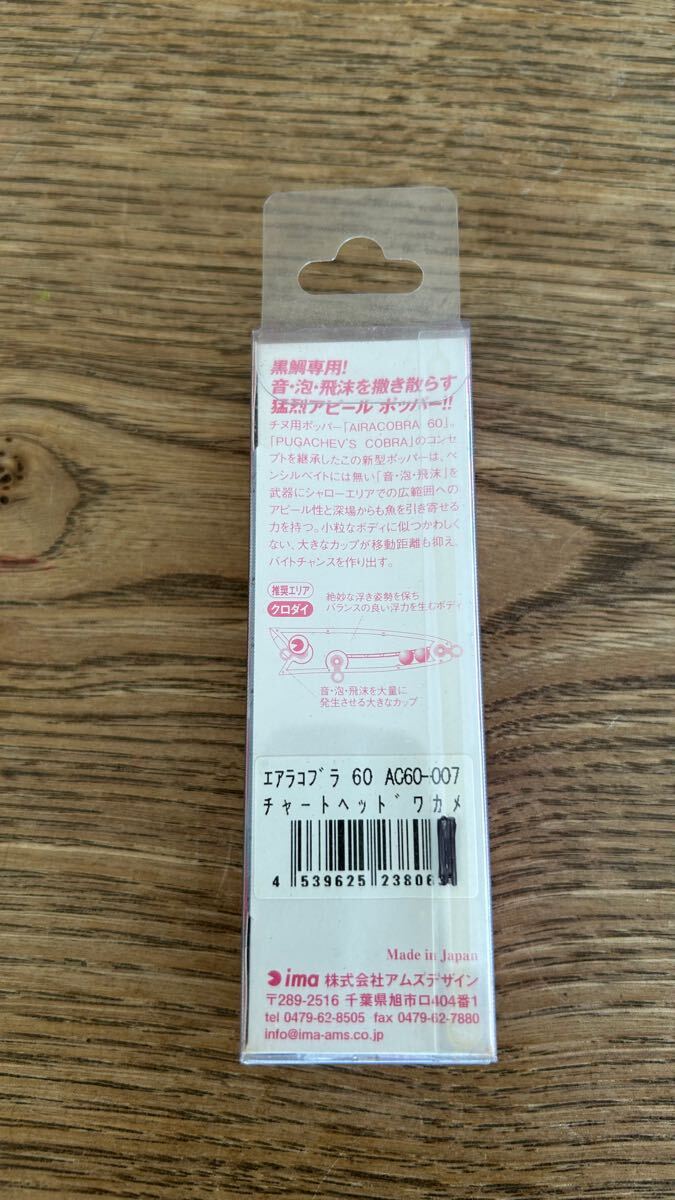 黒鯛専用!
音・泡・飛沫を撒き散らす
猛烈アピール ポッパー!!
チヌ用ポッパー「AIRACOBRA 60」。
「PUGACHEV'S COBRA」のコンセ
プトを継承したこの新型ポッパーは、ペ
ンシルベイトには無い「音・泡・飛沫」を
武器にシャローエリアでの広範囲への
アピール性と深場からも魚を引き寄せる
力を持つ。小粒なボディに似つかわしく
ない、大きなカップが移動距離も抑え、
バイトチャンスを作り出す。
推奨エリア
クロダイ
絶妙な浮き姿勢を保ち
バランスの良い浮力を生むボディ
音・泡・飛沫を大量に
発生させる大きなカップ
エアラコブラ 60 AC60-007
チャートヘッドワカメ
4 539625 23806
Made in Japan
ima 株式会社アムズデザイン
〒289-2516 千葉県旭市ロ404番1
tel 0479-62-8505 fax 0479-62-7880
info@ima-ams.co.jp